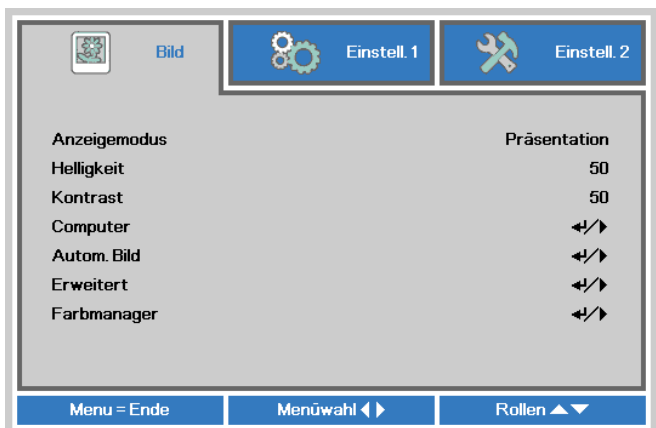 Bild Einstell. 1 Einstell. 2
Anzeigemodus Präsentation
Helligkeit 50
Kontrast 50
Computer ↵/▶
Autom. Bild ↵/▶
Erweitert ↵/▶
Farbmanager ↵/▶
Menu = Ende Menüwahl ◀▶ Rollen ▲▼